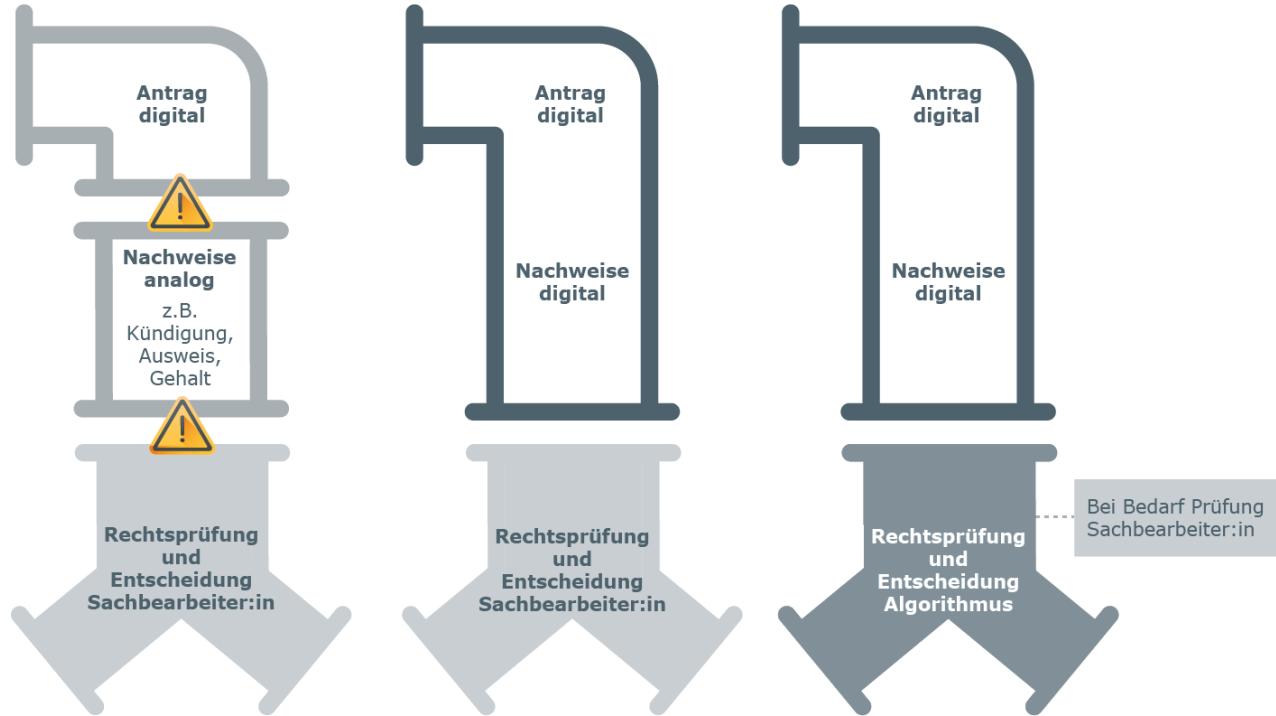 Antrag
digital
Nachweise
analog
z.B.
Kündigung,
Ausweis,
Gehalt
Rechtsprüfung
und
Entscheidung
Sachbearbeiter:in
Antrag
digital
Nachweise
digital
Rechtsprüfung
und
Entscheidung
Sachbearbeiter:in
Antrag
digital
Nachweise
digital
Rechtsprüfung
und
Entscheidung
Algorithmus
Bei Bedarf Prüfung
Sachbearbeiter:in